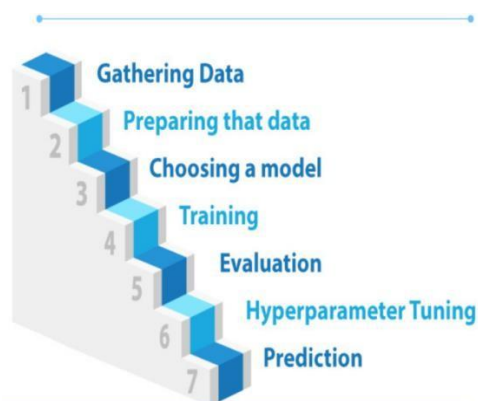 1 Gathering Data
2 Preparing that data
3 Choosing a model
4 Training
5 Evaluation
6 Hyperparameter Tuning
7 Prediction